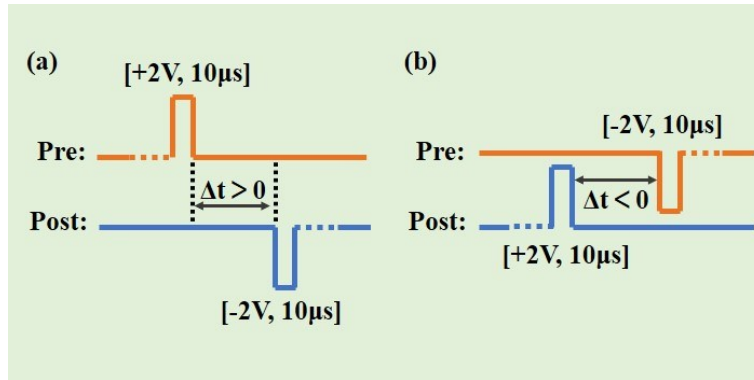 (a)
[+2V, 10μs]
Pre:
Δt > 0
Post:
[-2V, 10μs]
(b)
[-2V, 10μs]
Pre:
Δt < 0
Post:
[+2V, 10μs]